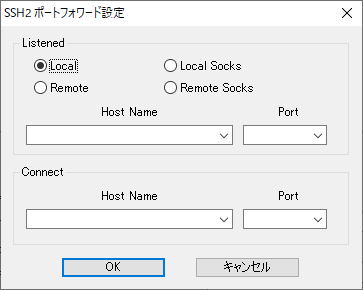 SSH2 ポートフォワード設定
Listened
Local
Local Socks
Remote
Remote Socks
Host Name
Port
Connect
Host Name
Port
OK
キャンセル